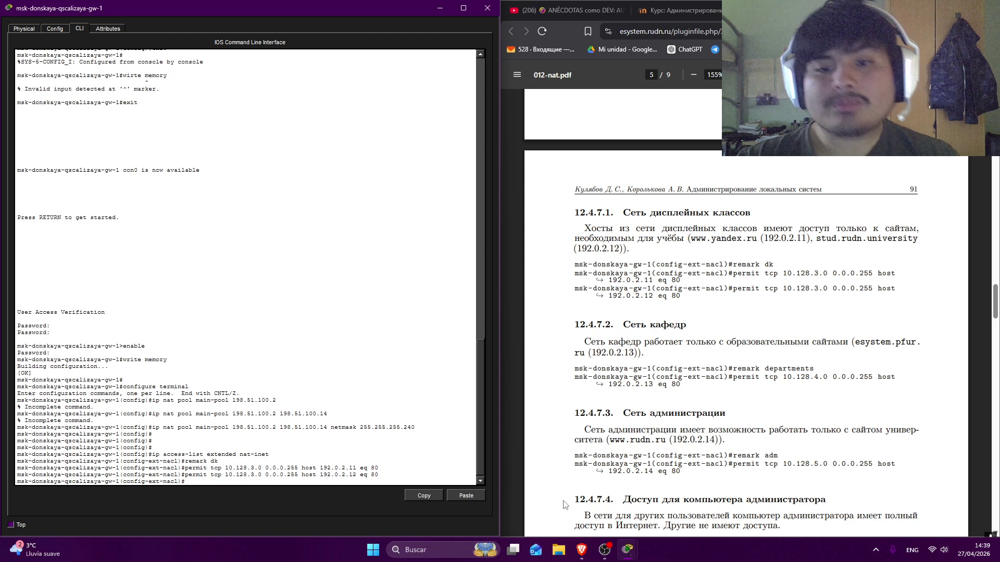 msk-donskaya-qscalizaya-gw-1
Physical
Config
CLI
Attributes
IOS Command Line Interface
msk-donskaya-qscalizaya-gw-1#
%SYS-5-CONFIG_I: Configured from console by console
msk-donskaya-qscalizaya-gw-1#wirte memory
^
% Invalid input detected at '^' marker.
msk-donskaya-qscalizaya-gw-1#exit
msk-donskaya-qscalizaya-gw-1 con0 is now available
Press RETURN to get started.
User Access Verification
Password:
Password:
msk-donskaya-qscalizaya-gw-1>enable
Password:
msk-donskaya-qscalizaya-gw-1#write memory
Building configuration...
[OK]
msk-donskaya-qscalizaya-gw-1#
msk-donskaya-qscalizaya-gw-1#configure terminal
Enter configuration commands, one per line.  End with CNTL/Z.
msk-donskaya-qscalizaya-gw-1(config)#ip nat pool main-pool 198.51.100.2
% Incomplete command.
msk-donskaya-qscalizaya-gw-1(config)#ip nat pool main-pool 198.51.100.2 198.51.100.14
% Incomplete command.
msk-donskaya-qscalizaya-gw-1(config)#ip nat pool main-pool 198.51.100.2 198.51.100.14 netmask 255.255.255.240
msk-donskaya-qscalizaya-gw-1(config)#
msk-donskaya-qscalizaya-gw-1(config)#
msk-donskaya-qscalizaya-gw-1(config)#
msk-donskaya-qscalizaya-gw-1(config)#ip access-list extended nat-inet
msk-donskaya-qscalizaya-gw-1(config-ext-nacl)#remark dk
msk-donskaya-qscalizaya-gw-1(config-ext-nacl)#permit tcp 10.128.3.0 0.0.0.255 host 192.0.2.11 eq 80
msk-donskaya-qscalizaya-gw-1(config-ext-nacl)#permit tcp 10.128.3.0 0.0.0.255 host 192.0.2.12 eq 80
msk-donskaya-qscalizaya-gw-1(config-ext-nacl)#
Copy
Paste
Top
(206) ANÉCDOTAS como DEV: AU
Курс: Администрировани
esystem.rudn.ru/pluginfile.php/
528 · Входящие —...
Mi unidad - Google...
ChatGPT
012-nat.pdf
5 / 9
155%
Кулябов Д. С., Королькова А. В. Администрирование локальных систем 91
12.4.7.1. Сеть дисплейных классов
Хосты из сети дисплейных классов имеют доступ только к сайтам,
необходимым для учёбы (www.yandex.ru (192.0.2.11), stud.rudn.university
(192.0.2.12)).
msk-donskaya-gw-1(config-ext-nacl)#remark dk
msk-donskaya-gw-1(config-ext-nacl)#permit tcp 10.128.3.0 0.0.0.255 host
↪ 192.0.2.11 eq 80
msk-donskaya-gw-1(config-ext-nacl)#permit tcp 10.128.3.0 0.0.0.255 host
↪ 192.0.2.12 eq 80
12.4.7.2. Сеть кафедр
Сеть кафедр работает только с образовательными сайтами (esystem.pfur.
ru (192.0.2.13)).
msk-donskaya-gw-1(config-ext-nacl)#remark departments
msk-donskaya-gw-1(config-ext-nacl)#permit tcp 10.128.4.0 0.0.0.255 host
↪ 192.0.2.13 eq 80
12.4.7.3. Сеть администрации
Сеть администрации имеет возможность работать только с сайтом универ-
ситета (www.rudn.ru (192.0.2.14)).
msk-donskaya-gw-1(config-ext-nacl)#remark adm
msk-donskaya-gw-1(config-ext-nacl)#permit tcp 10.128.5.0 0.0.0.255 host
↪ 192.0.2.14 eq 80
12.4.7.4. Доступ для компьютера администратора
В сети для других пользователей компьютер администратора имеет полный
доступ в Интернет. Другие не имеют доступа.
2
3°C
Lluvia suave
Buscar
ENG
14:39
27/04/2026